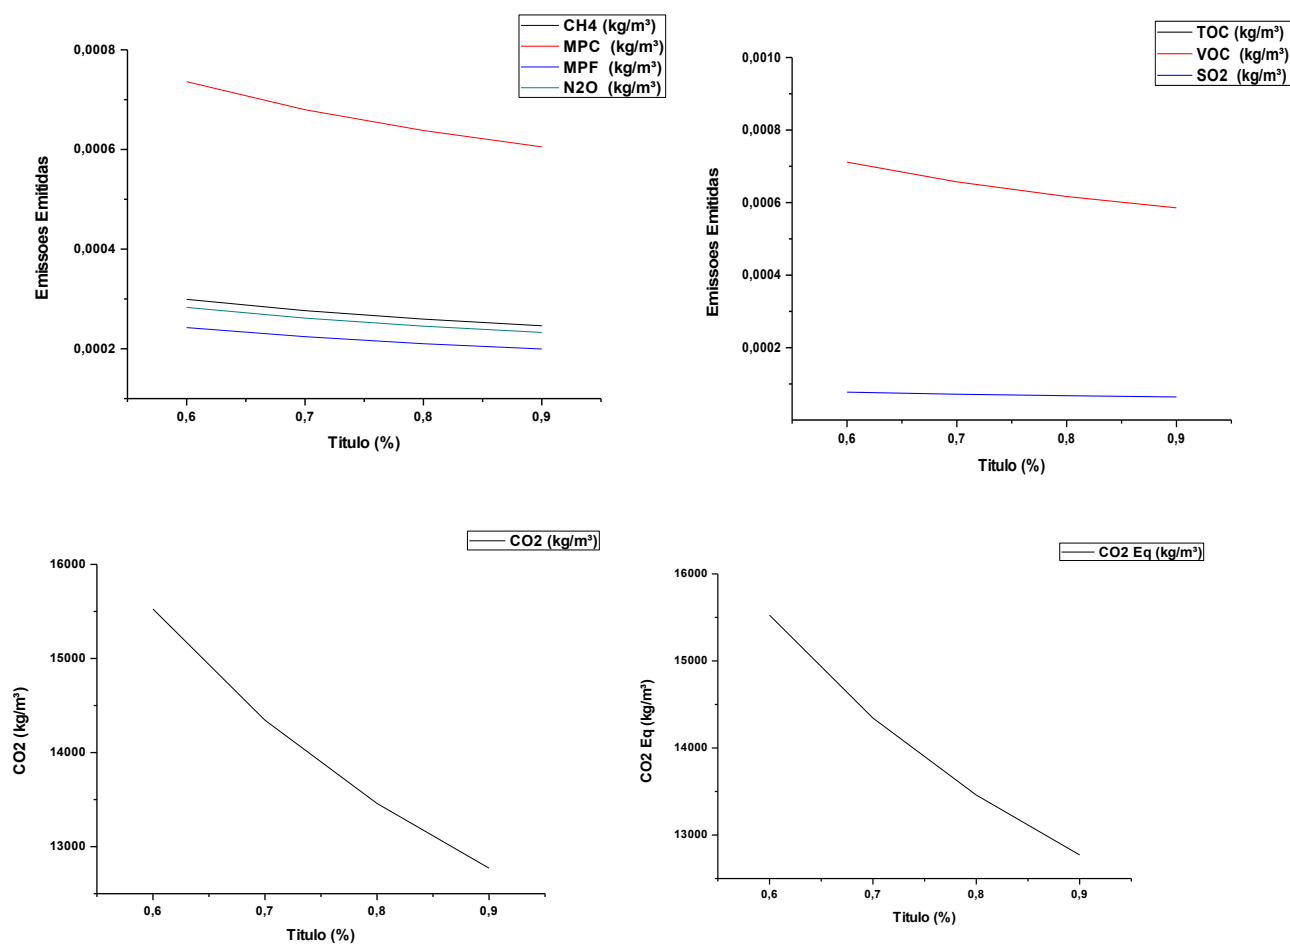 CH4 (kg/m³)
MPC (kg/m³)
MPF (kg/m³)
N2O (kg/m³)
0,0008
0,0006
0,0004
0,0002
Emissoes Emitidas
0,6 0,7 0,8 0,9
Titulo (%)
TOC (kg/m³)
VOC (kg/m³)
SO2 (kg/m³)
0,0010
0,0008
0,0006
0,0004
0,0002
Emissoes Emitidas
0,6 0,7 0,8 0,9
Titulo (%)
CO2 (kg/m³)
16000
15000
14000
13000
CO2 (kg/m³)
0,6 0,7 0,8 0,9
Titulo (%)
CO2 Eq (kg/m³)
16000
15000
14000
13000
CO2 Eq (kg/m³)
0,6 0,7 0,8 0,9
Titulo (%)